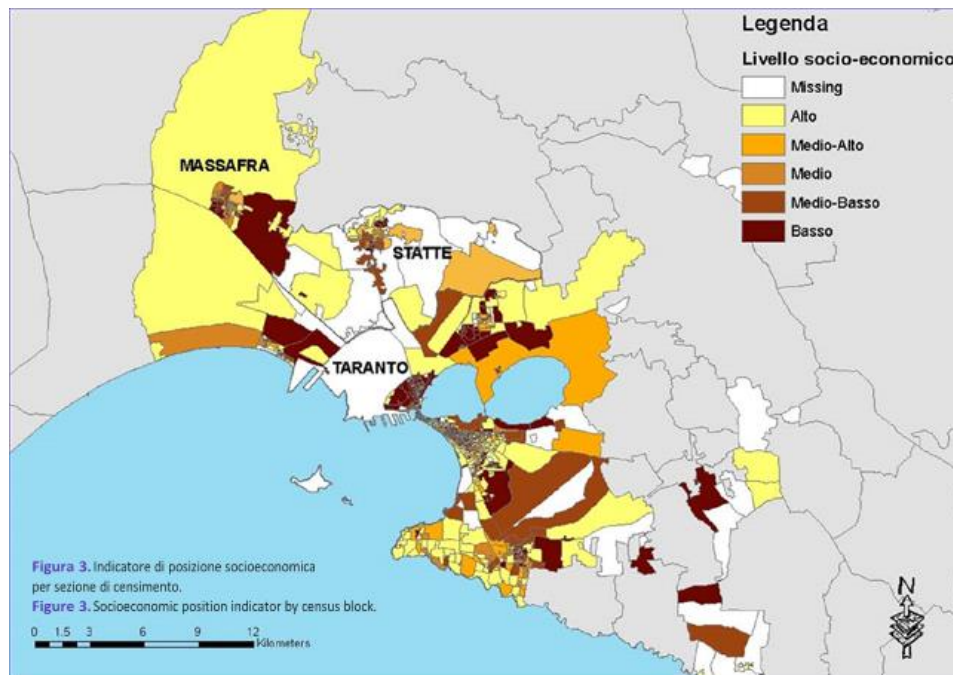 Legenda
Livello socio-economico
Missing
Alto
Medio-Alto
Medio
Medio-Basso
Basso
MASSAFRA
STATTE
TARANTO
Figura 3. Indicatore di posizione socioeconomica
per sezione di censimento.
Figure 3. Socioeconomic position indicator by census block.
0 1.5 3 6 9 12
Kilometers
N